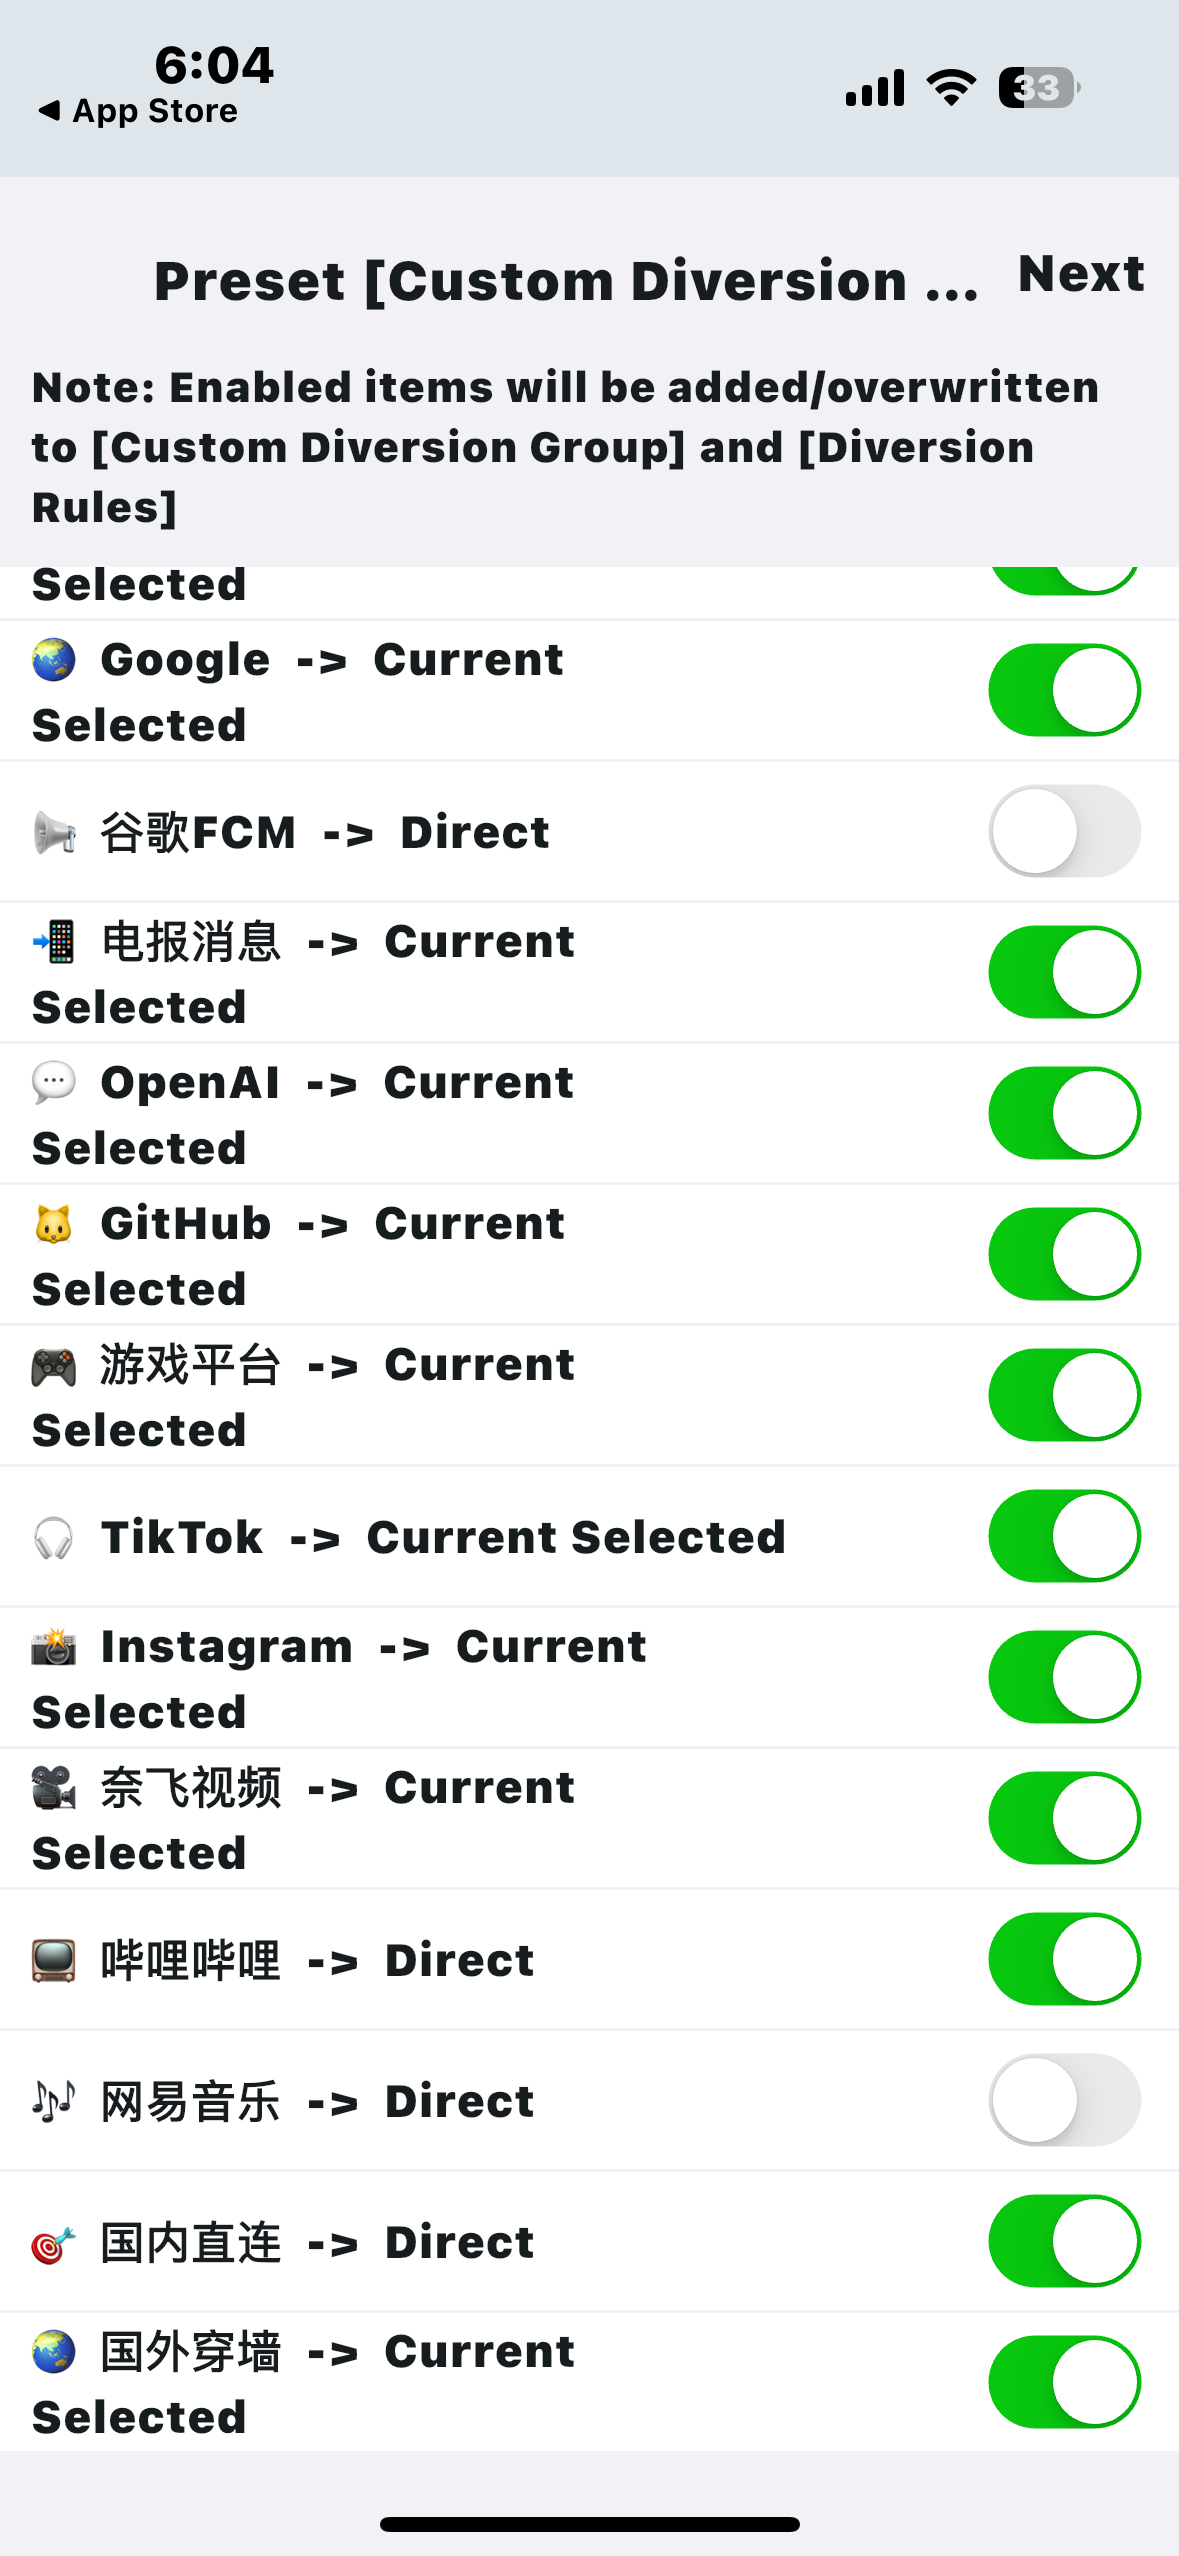 6:04
◀ App Store
33
Preset [Custom Diversion ...
Next
Note: Enabled items will be added/overwritten
to [Custom Diversion Group] and [Diversion
Rules]
Selected
🌏 Google -> Current
Selected
📢 谷歌FCM -> Direct
📲 电报消息 -> Current
Selected
💬 OpenAI -> Current
Selected
🐱 GitHub -> Current
Selected
🎮 游戏平台 -> Current
Selected
🎧 TikTok -> Current Selected
📸 Instagram -> Current
Selected
🎥 奈飞视频 -> Current
Selected
📺 哔哩哔哩 -> Direct
🎶 网易音乐 -> Direct
🎯 国内直连 -> Direct
🌏 国外穿墙 -> Current
Selected